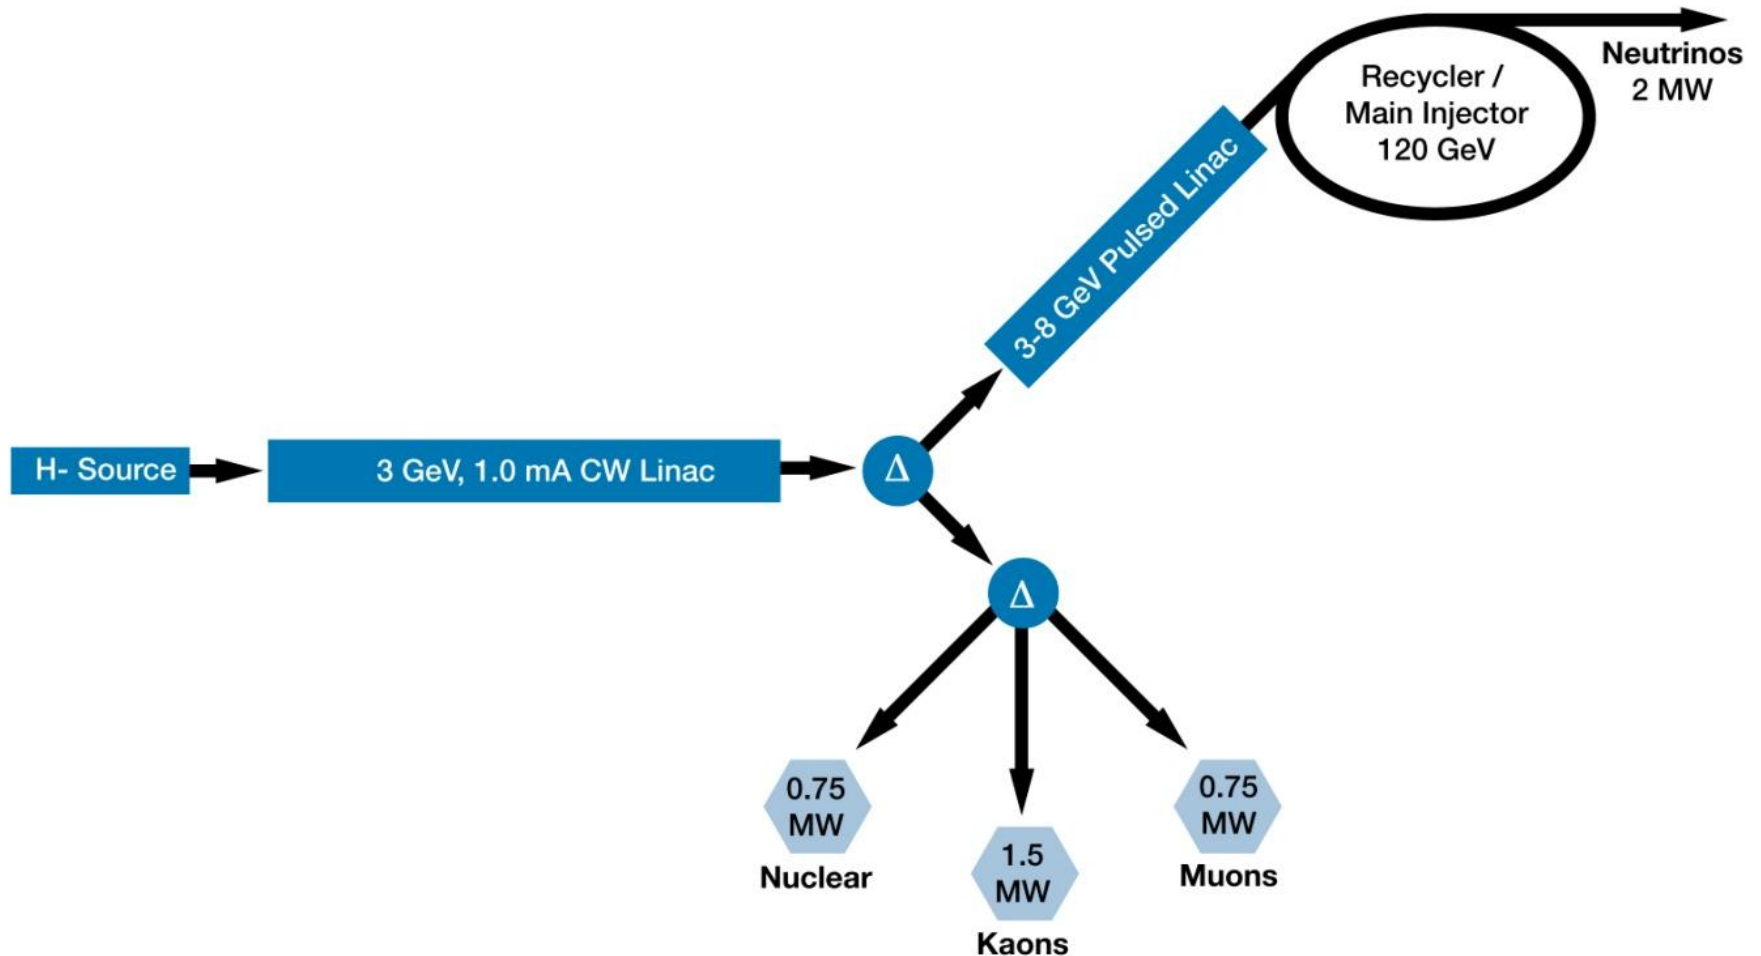 Neutrinos
2 MW
Recycler /
Main Injector
120 GeV
3-8 GeV Pulsed Linac
H- Source
3 GeV, 1.0 mA CW Linac
Δ
Δ
0.75
MW
Nuclear
1.5
MW
Kaons
0.75
MW
Muons